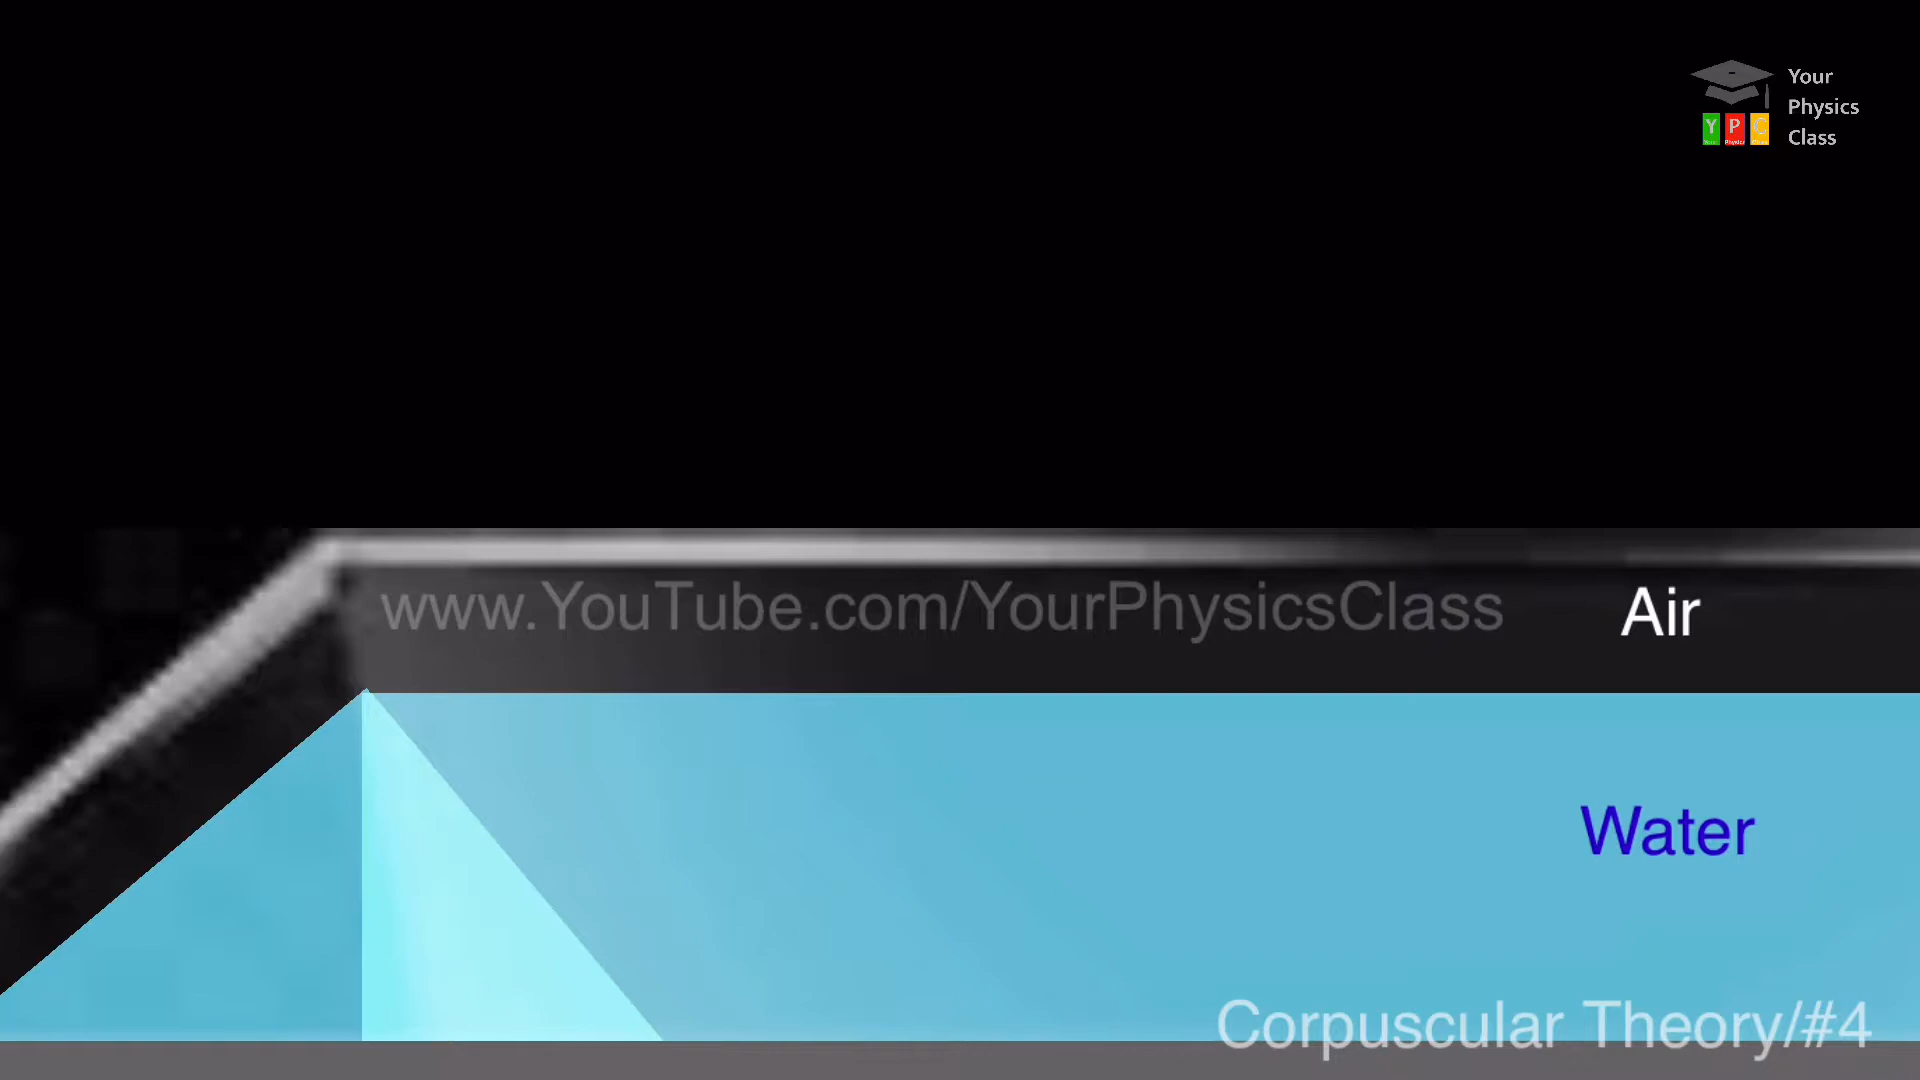 Your
Physics
Class
Y P C
www.YouTube.com/YourPhysicsClass
Air
Water
Corpuscular Theory/#4